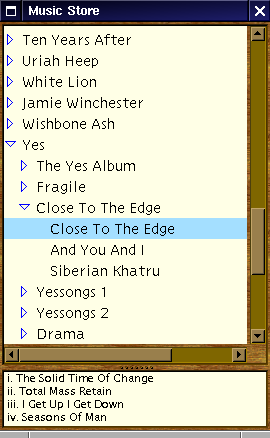 Music Store
Ten Years After
Uriah Heep
White Lion
Jamie Winchester
Wishbone Ash
Yes
The Yes Album
Fragile
Close To The Edge
Close To The Edge
And You And I
Siberian Khatru
Yessongs 1
Yessongs 2
Drama
i. The Solid Time Of Change
ii. Total Mass Retain
iii. I Get Up I Get Down
iv. Seasons Of Man